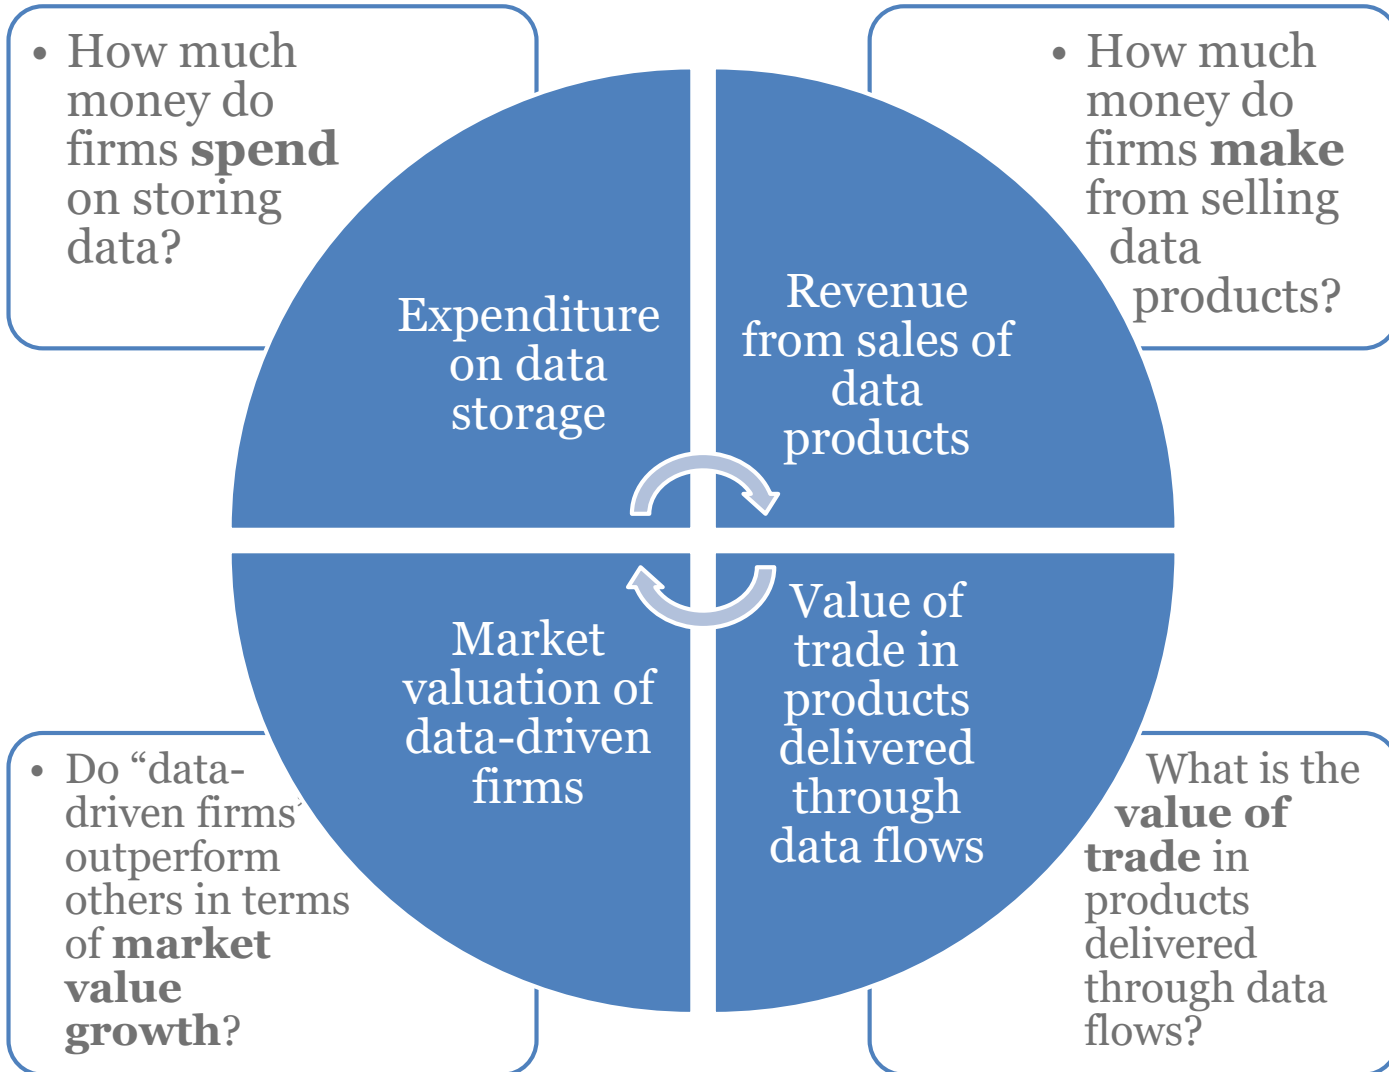 • How much
money do
firms spend
on storing
data?
• How much
money do
firms make
from selling
data
products?
Expenditure
on data
storage
Revenue
from sales of
data
products
Market
valuation of
data-driven
firms
Value of
trade in
products
delivered
through
data flows
• Do “data-
driven firms’
outperform
others in terms
of market
value
growth?
What is the
value of
trade in
products
delivered
through data
flows?